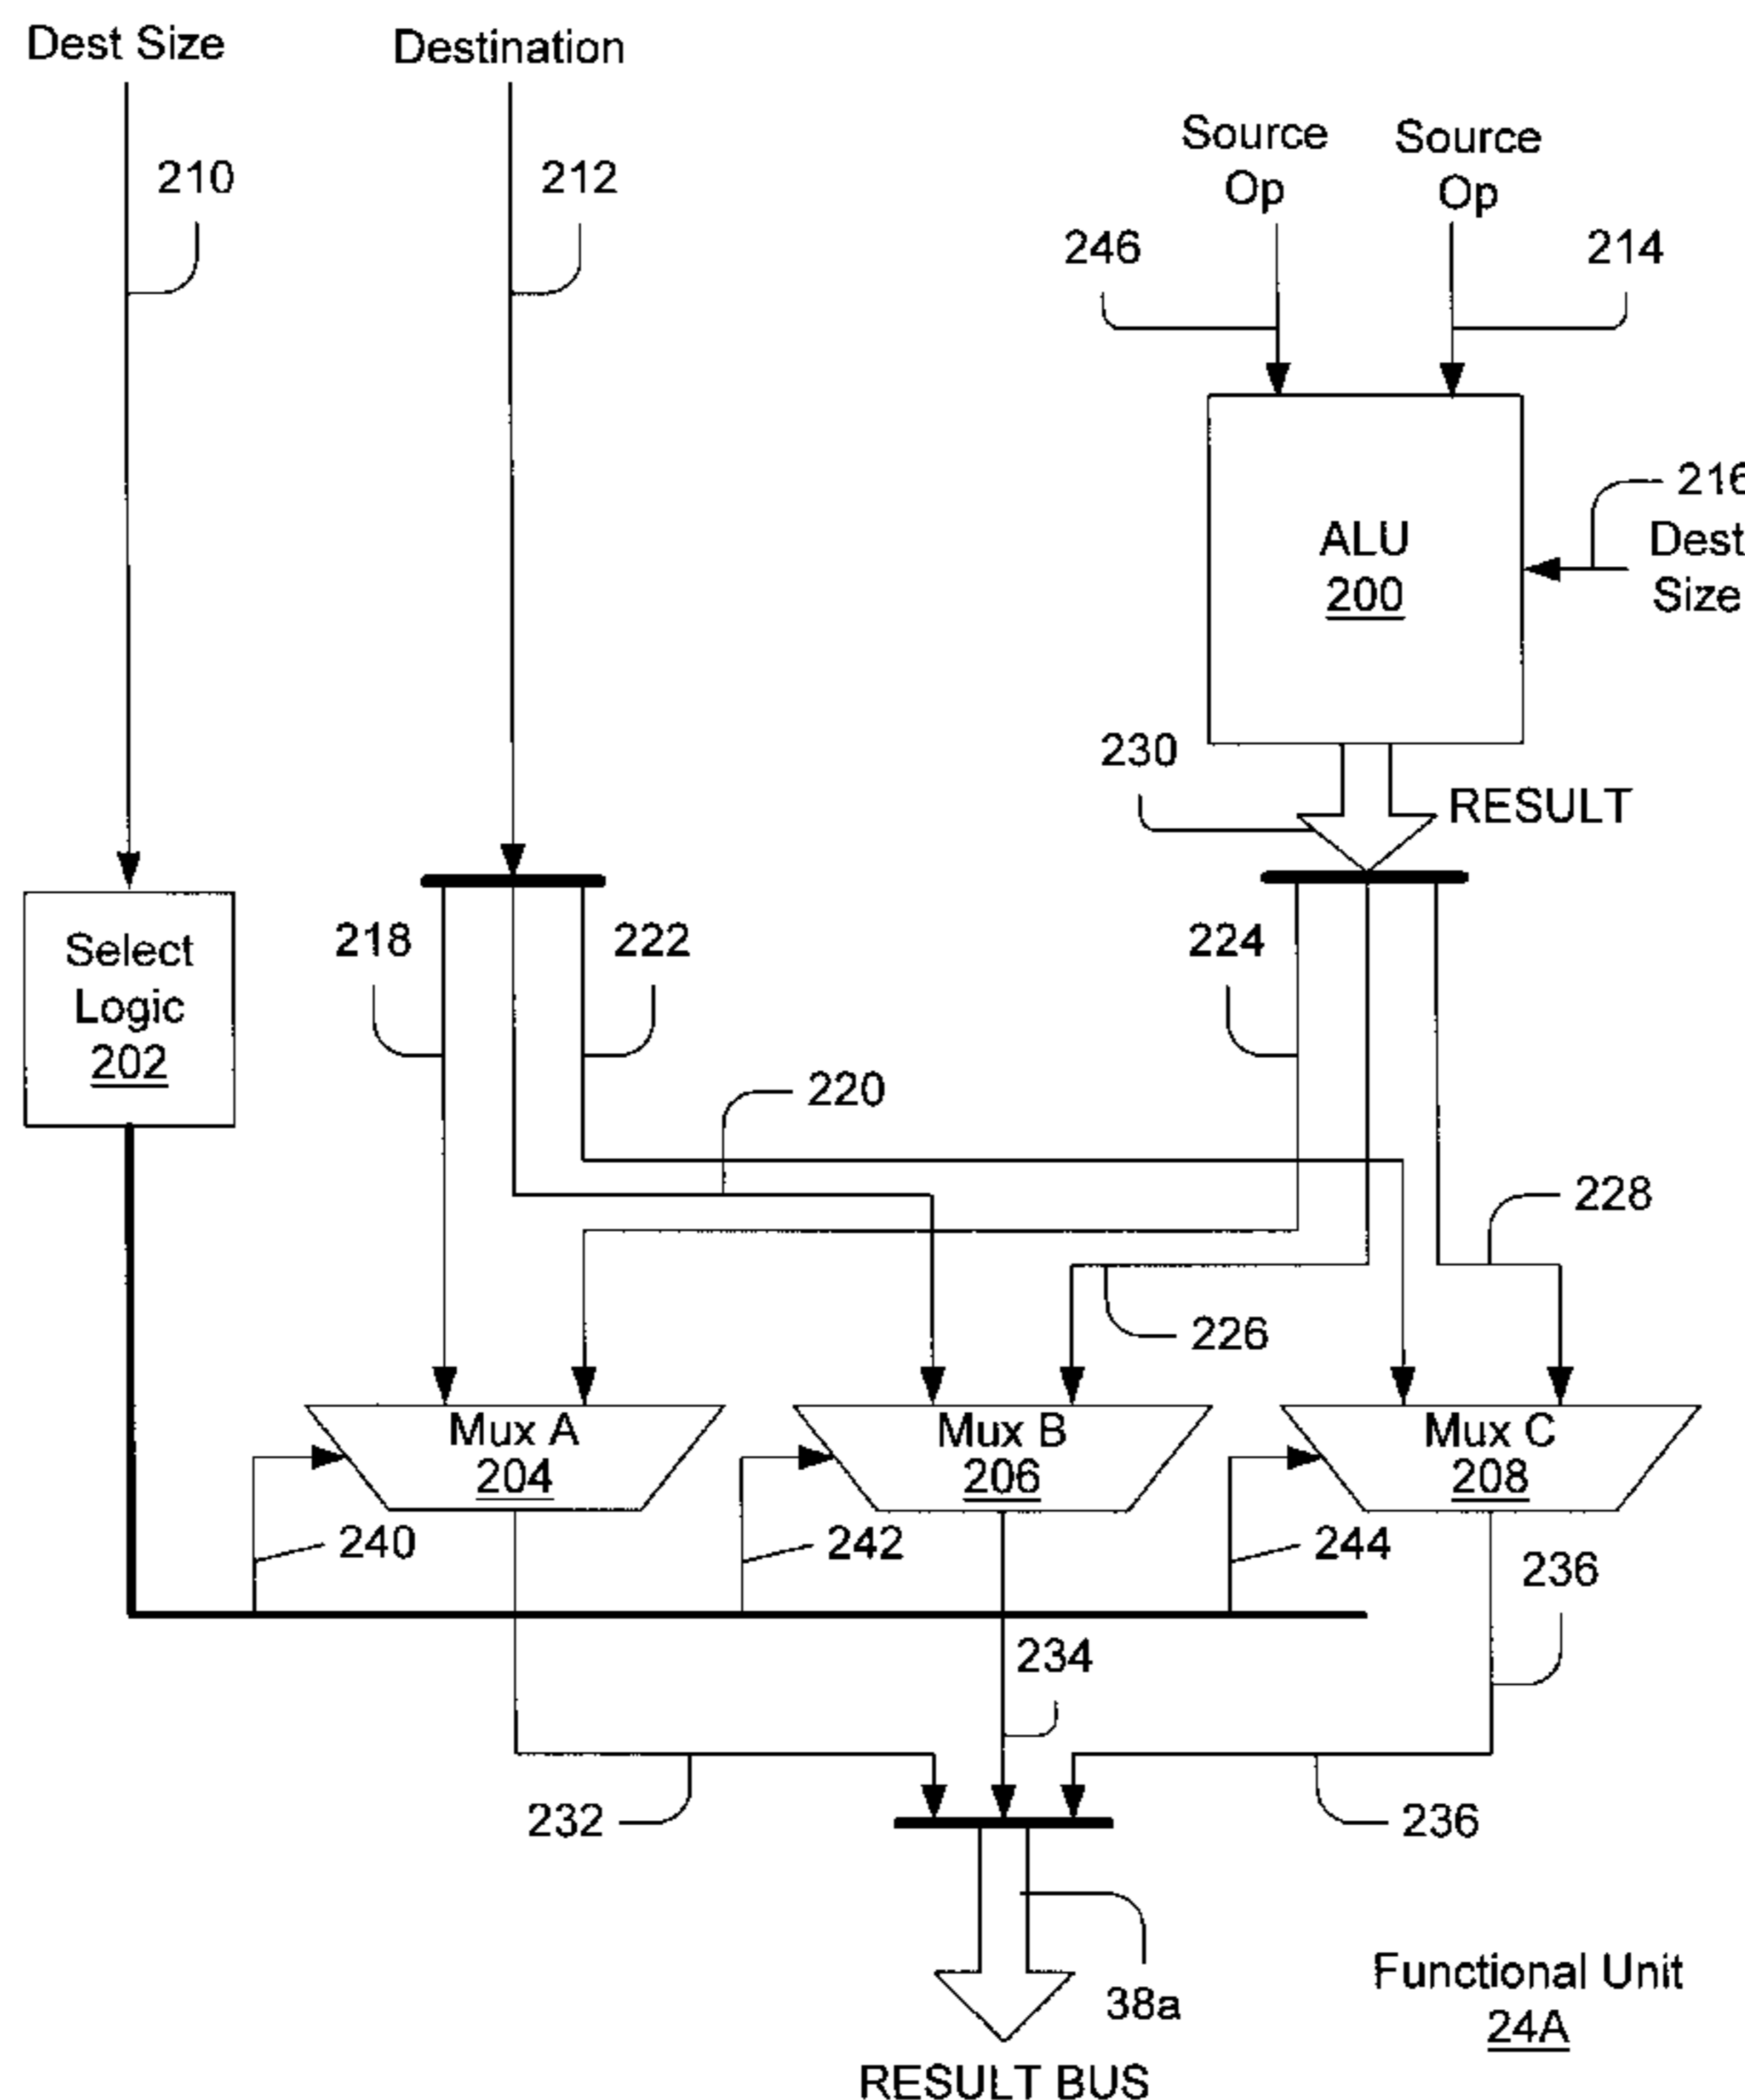 Dest Size
Destination
Source
Op
Source
Op
210
212
246
214
216
Dest
Size
ALU
200
230
RESULT
218
222
224
Select
Logic
202
220
228
226
Mux A
204
Mux B
206
Mux C
208
240
242
244
236
234
232
236
38a
Functional Unit
24A
RESULT BUS